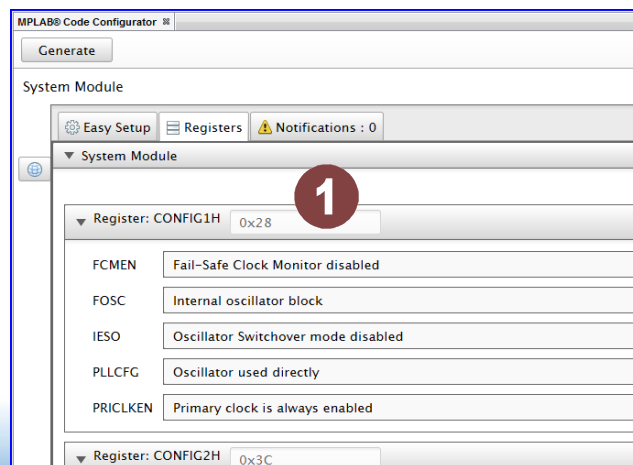 MPLAB® Code Configurator
Generate
System Module
Easy Setup Registers Notifications : 0
System Module
1
Register: CONFIG1H 0x28
FCMEN Fail-Safe Clock Monitor disabled
FOSC Internal oscillator block
IESO Oscillator Switchover mode disabled
PLLCFG Oscillator used directly
PRICLKEN Primary clock is always enabled
Register: CONFIG2H 0x3C